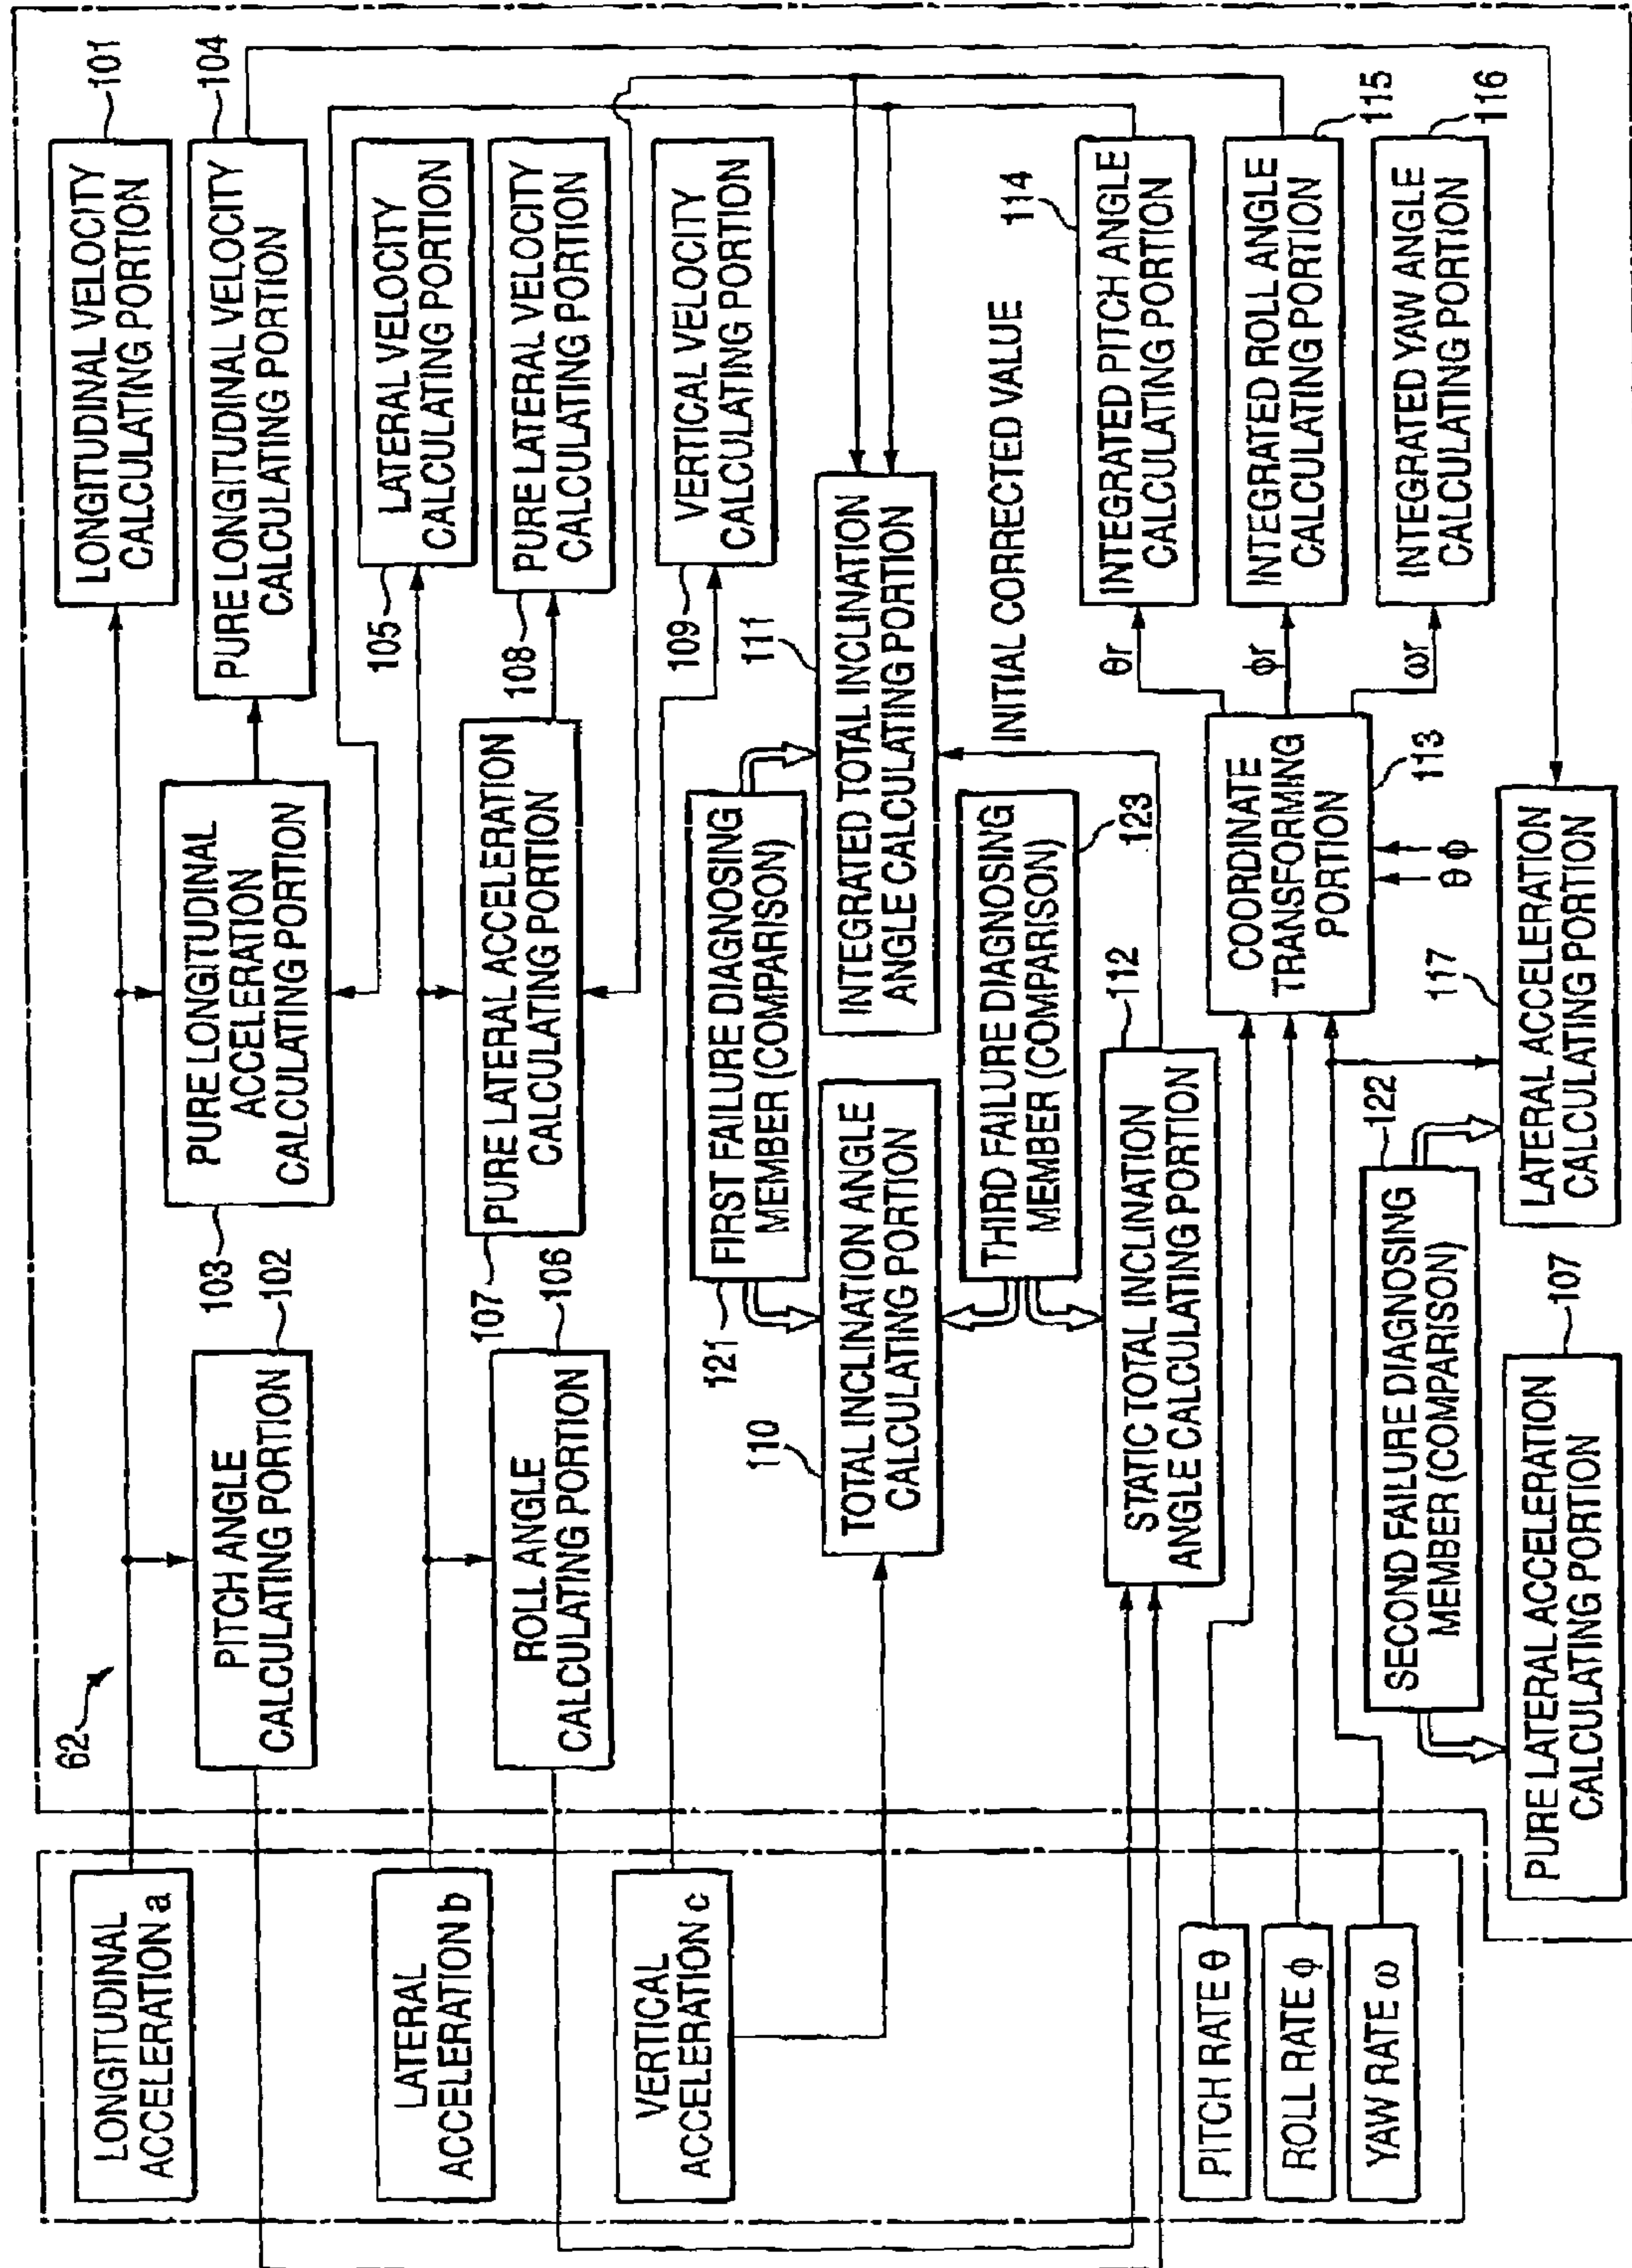 LONGITUDINAL
ACCELERATION a
LATERAL
ACCELERATION b
VERTICAL
ACCELERATION c
PITCH RATE θ
ROLL RATE ϕ
YAW RATE ω
62
PITCH ANGLE
CALCULATING PORTION
102
ROLL ANGLE
CALCULATING PORTION
106
PURE LONGITUDINAL
ACCELERATION
CALCULATING PORTION
103
PURE LATERAL ACCELERATION
CALCULATING PORTION
107
LONGITUDINAL VELOCITY
CALCULATING PORTION
101
PURE LONGITUDINAL VELOCITY
CALCULATING PORTION
104
LATERAL VELOCITY
CALCULATING PORTION
105
PURE LATERAL VELOCITY
CALCULATING PORTION
108
VERTICAL VELOCITY
CALCULATING PORTION
109
FIRST FAILURE DIAGNOSING
MEMBER (COMPARISON)
121
TOTAL INCLINATION ANGLE
CALCULATING PORTION
110
INTEGRATED TOTAL INCLINATION
ANGLE CALCULATING PORTION
111
THIRD FAILURE DIAGNOSING
MEMBER (COMPARISON)
123
INITIAL CORRECTED VALUE
STATIC TOTAL INCLINATION
ANGLE CALCULATING PORTION
112
COORDINATE
TRANSFORMING
PORTION
113
θ ϕ
θr
ϕr
ωr
INTEGRATED PITCH ANGLE
CALCULATING PORTION
114
INTEGRATED ROLL ANGLE
CALCULATING PORTION
115
INTEGRATED YAW ANGLE
CALCULATING PORTION
116
SECOND FAILURE DIAGNOSING
MEMBER (COMPARISON)
122
PURE LATERAL ACCELERATION
CALCULATING PORTION
107
LATERAL ACCELERATION
CALCULATING PORTION
117